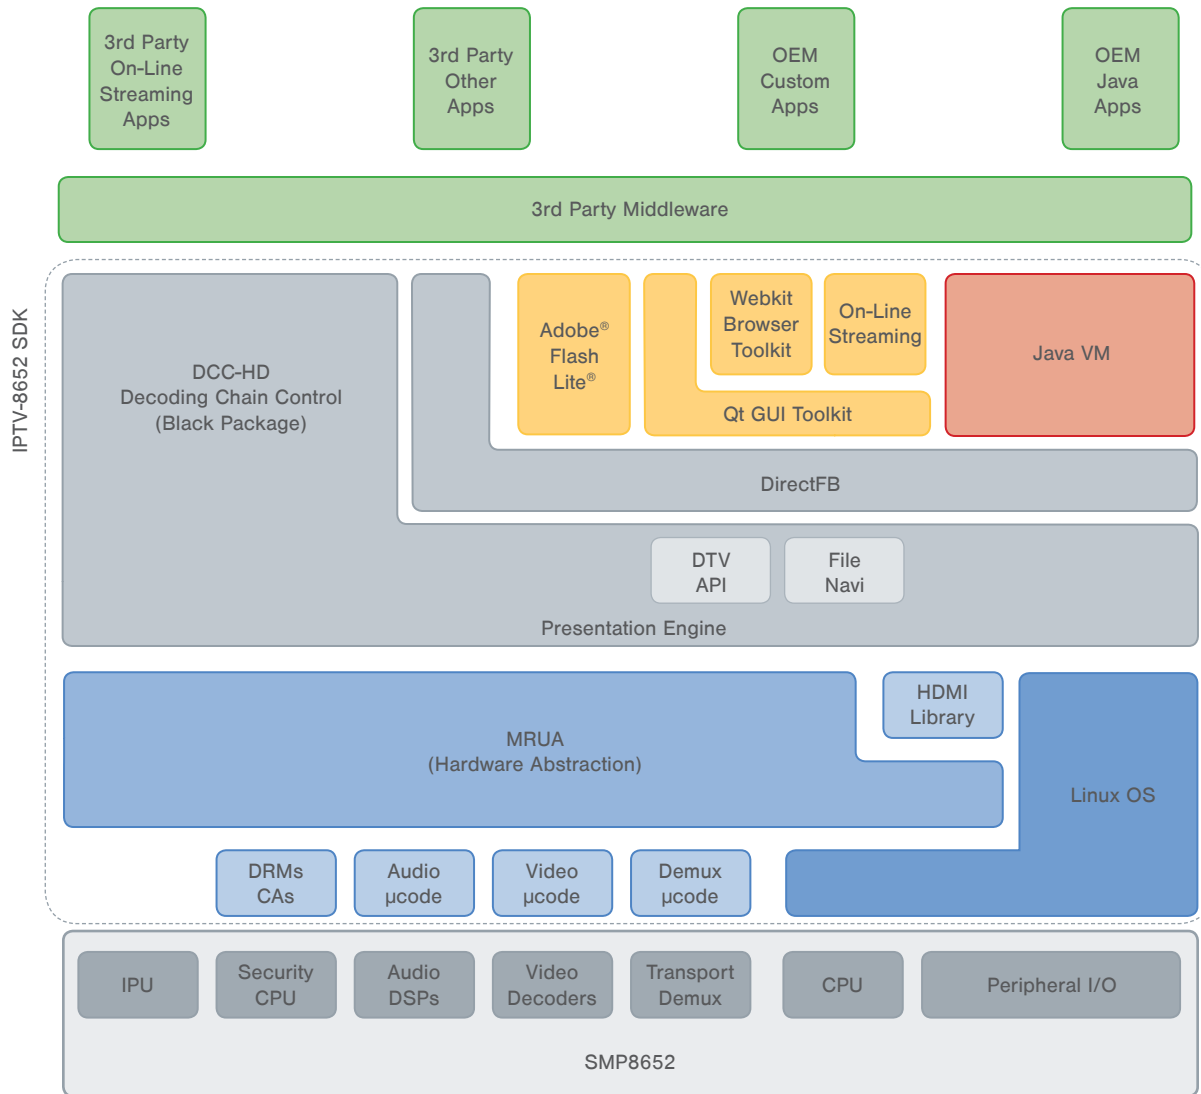 3rd Party
On-Line
Streaming
Apps
3rd Party
Other
Apps
OEM
Custom
Apps
OEM
Java
Apps
3rd Party Middleware
IPTV-8652 SDK
DCC-HD
Decoding Chain Control
(Black Package)
Adobe®
Flash
Lite®
Webkit
Browser
Toolkit
On-Line
Streaming
Qt GUI Toolkit
Java VM
DirectFB
DTV
API
File
Navi
Presentation Engine
MRUA
(Hardware Abstraction)
HDMI
Library
Linux OS
DRMs
CAs
Audio
µcode
Video
µcode
Demux
µcode
IPU
Security
CPU
Audio
DSPs
Video
Decoders
Transport
Demux
CPU
Peripheral I/O
SMP8652